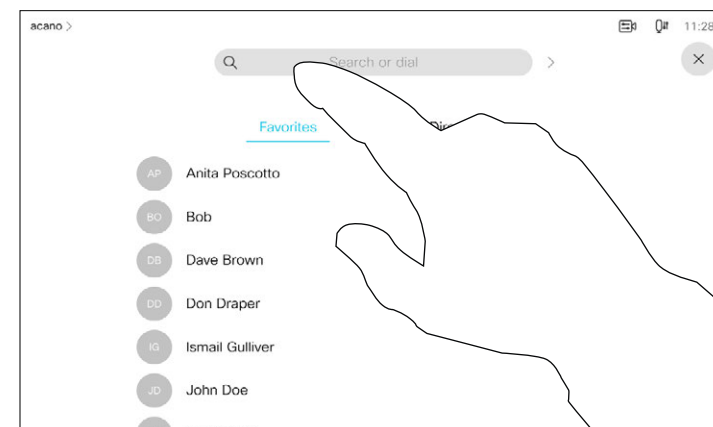 acano > 11:28
Search or dial >
Favorites
AP Anita Poscotto
BO Bob
DB Dave Brown
DD Don Draper
IG Ismail Gulliver
JD John Doe